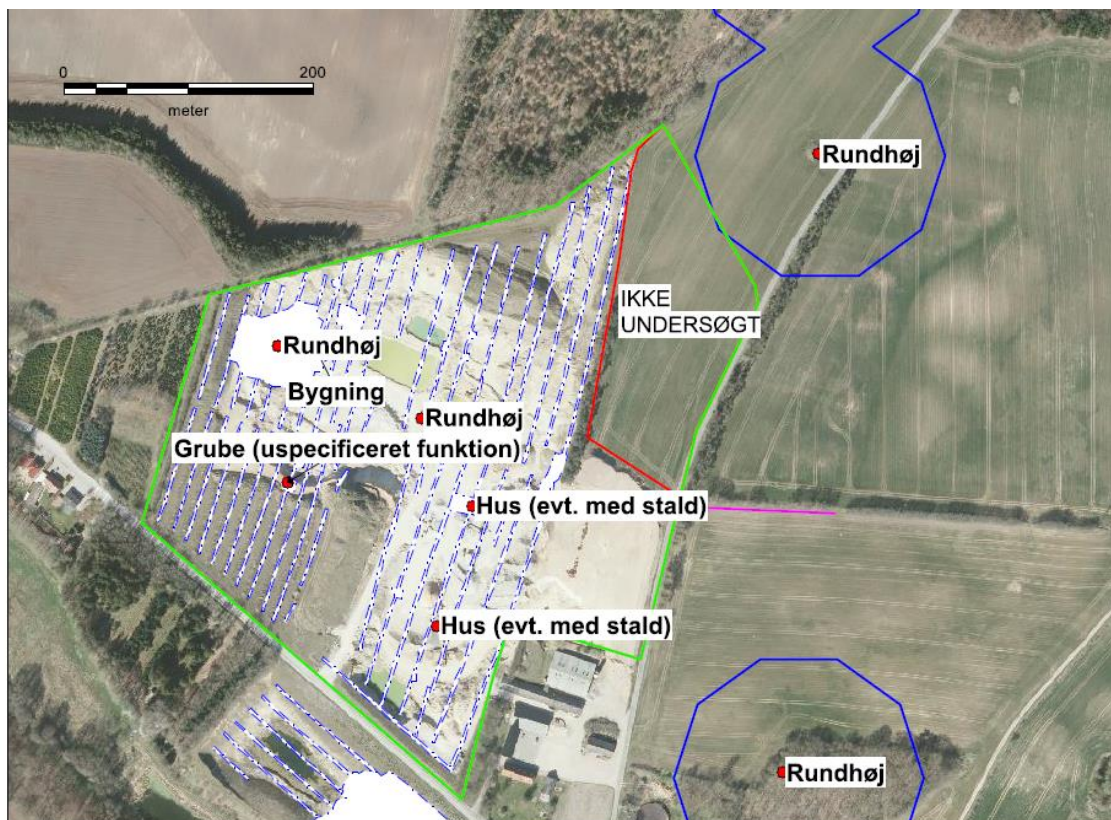 0 200
meter
Rundhøj
IKKE
UNDERSØGT
Rundhøj
Bygning
Rundhøj
Grube (uspecificeret funktion)
Hus (evt. med stald)
Hus (evt. med stald)
Rundhøj